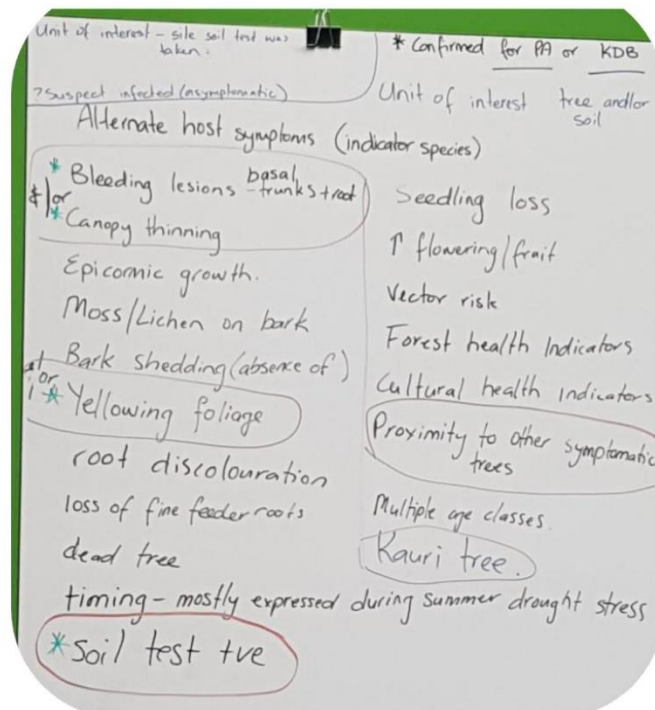 Unit of interest - site soil test was
taken.
? Suspect infected (asymptomatic)
* Confirmed for PA or KDB
Unit of interest tree and/or
soil
Alternate host symptoms (indicator species)
* Bleeding lesions - basal, trunks + root
&/or
* Canopy thinning
Epicormic growth.
Moss/Lichen on bark
Bark shedding (absence of)
or
* Yellowing foliage
root discolouration
loss of fine feeder roots
dead tree
Seedling loss
↑ flowering/fruit
Vector risk
Forest health Indicators
Cultural health Indicators
Proximity to other symptomatic
trees
Multiple age classes.
Kauri tree.
timing - mostly expressed during summer drought stress
* Soil test +ve